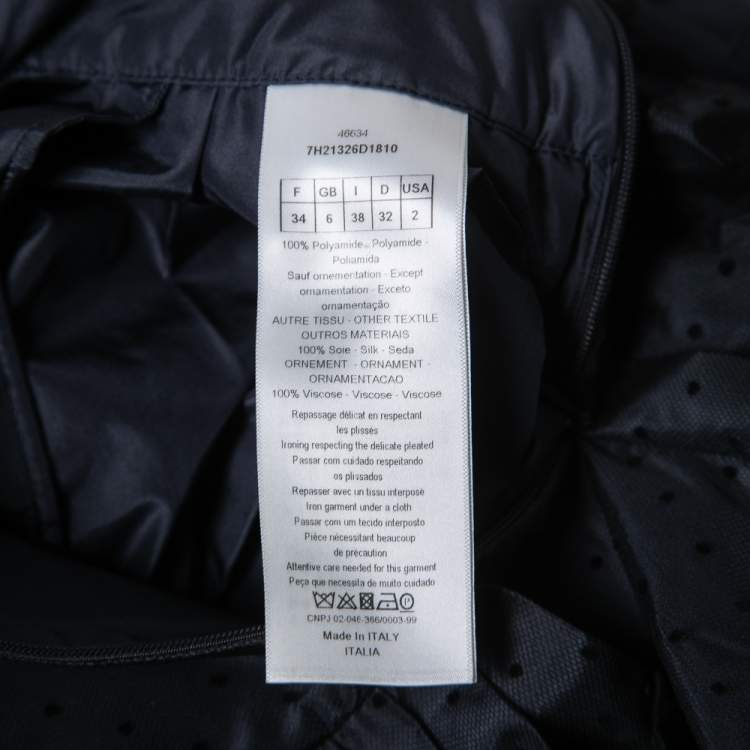 46634
7H21326D1810
F GB I D USA
34 6 38 32 2
100% Polyamide - Polyamide -
Poliamida
Sauf ornementation - Except
ornamentation - Exceto
ornamentação
AUTRE TISSU - OTHER TEXTILE
OUTROS MATERIAIS
100% Soie - Silk - Seda
ORNEMENT - ORNAMENT -
ORNAMENTACAO
100% Viscose - Viscose - Viscose
Repassage délicat en respectant
les plissés
Ironing respecting the delicate pleated
Passar com cuidado respeitando
os plissados
Repasser avec un tissu interposé
Iron garment under a cloth
Passar com um tecido interposto
Pièce nécessitant beaucoup
de précaution
Attentive care needed for this garment
Peça que necessita de muito cuidado
P
CNPJ 02-046-366/0003-99
Made In ITALY
ITALIA